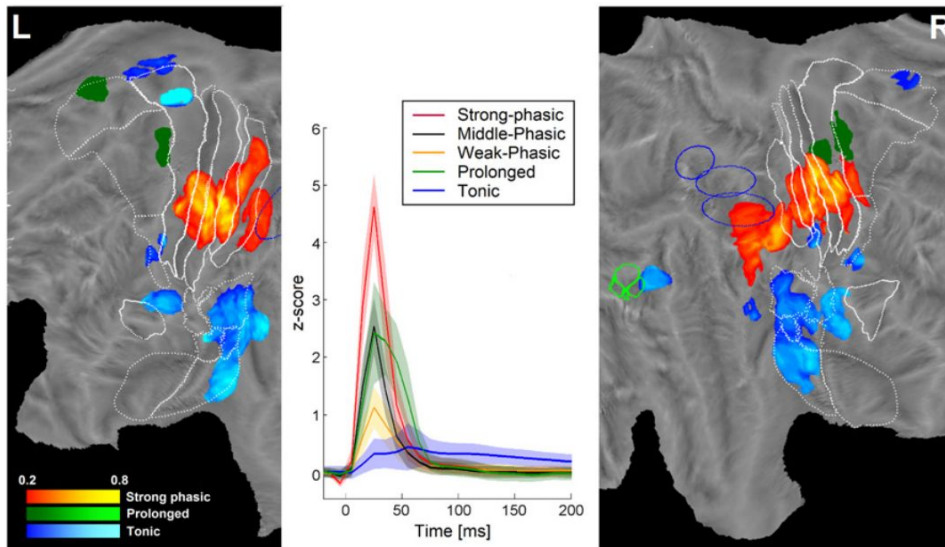 L
R
Strong-phasic
Middle-Phasic
Weak-Phasic
Prolonged
Tonic
6
5
4
3
2
1
0
z-score
0
50
100
150
200
Time [ms]
0.2
0.8
Strong phasic
Prolonged
Tonic